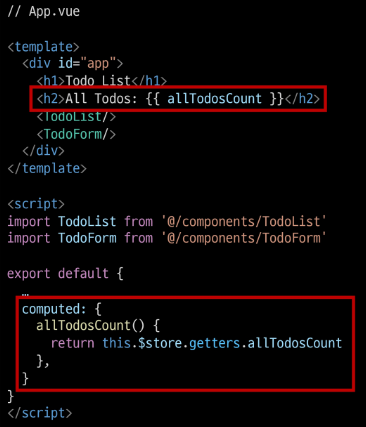 // App.vue
<template>
  <div id="app">
    <h1>Todo List</h1>
    <h2>All Todos: {{ allTodosCount }}</h2>
    <TodoList/>
    <TodoForm/>
  </div>
</template>
<script>
import TodoList from '@/components/TodoList'
import TodoForm from '@/components/TodoForm'
export default {
  …
  computed: {
    allTodosCount() {
      return this.$store.getters.allTodosCount
    },
  }
}
</script>